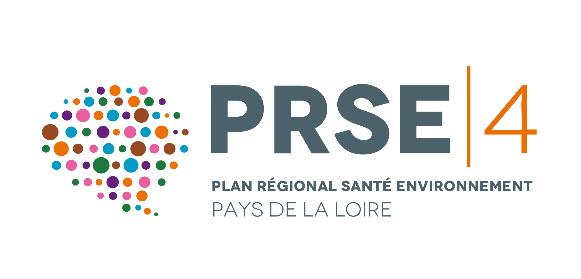 PRSE|4
PLAN RÉGIONAL SANTÉ ENVIRONNEMENT
PAYS DE LA LOIRE